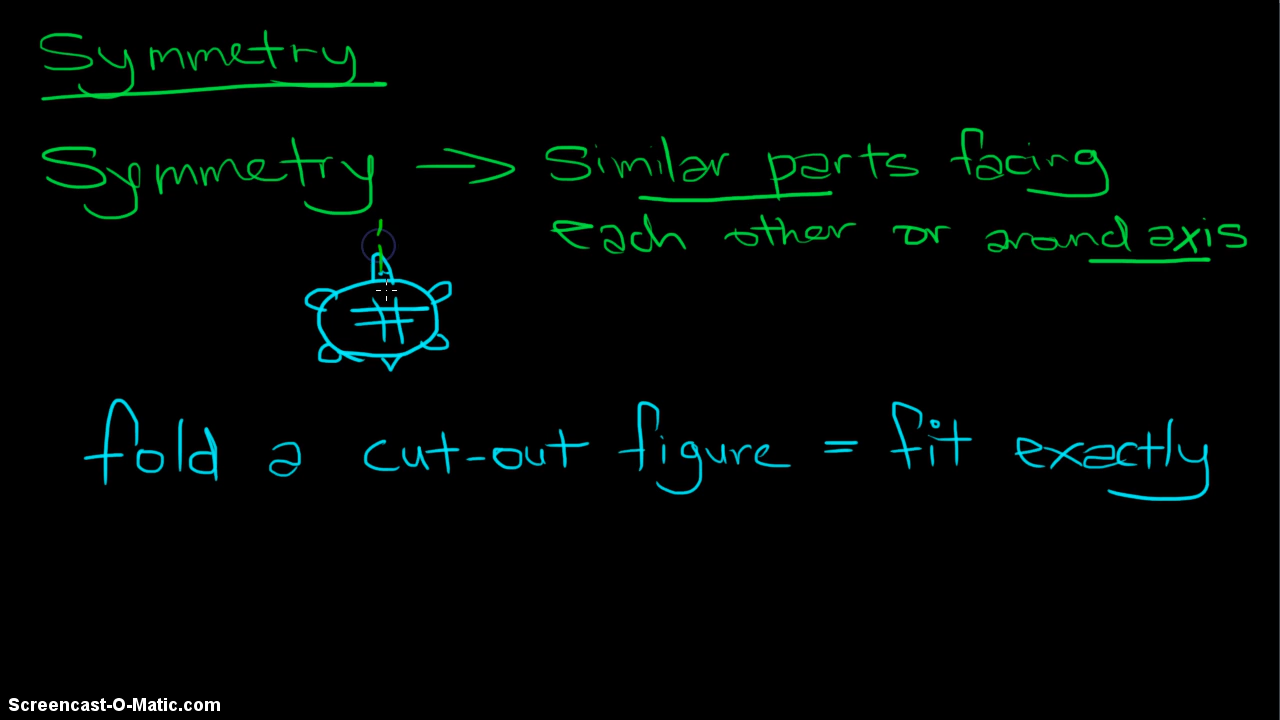 Symmetry
Symmetry → Similar parts facing
each other or around axis
fold a cut-out figure = fit exactly
Screencast-O-Matic.com